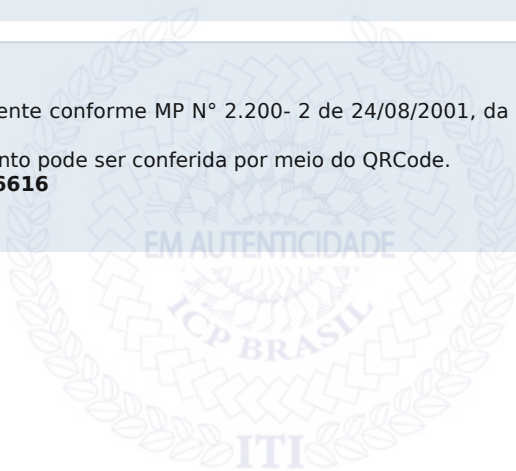 ente conforme MP N° 2.200- 2 de 24/08/2001, da
nto pode ser conferida por meio do QRCode.
6616
EM AUTENTICIDADE
ICP BRASIL
ITI